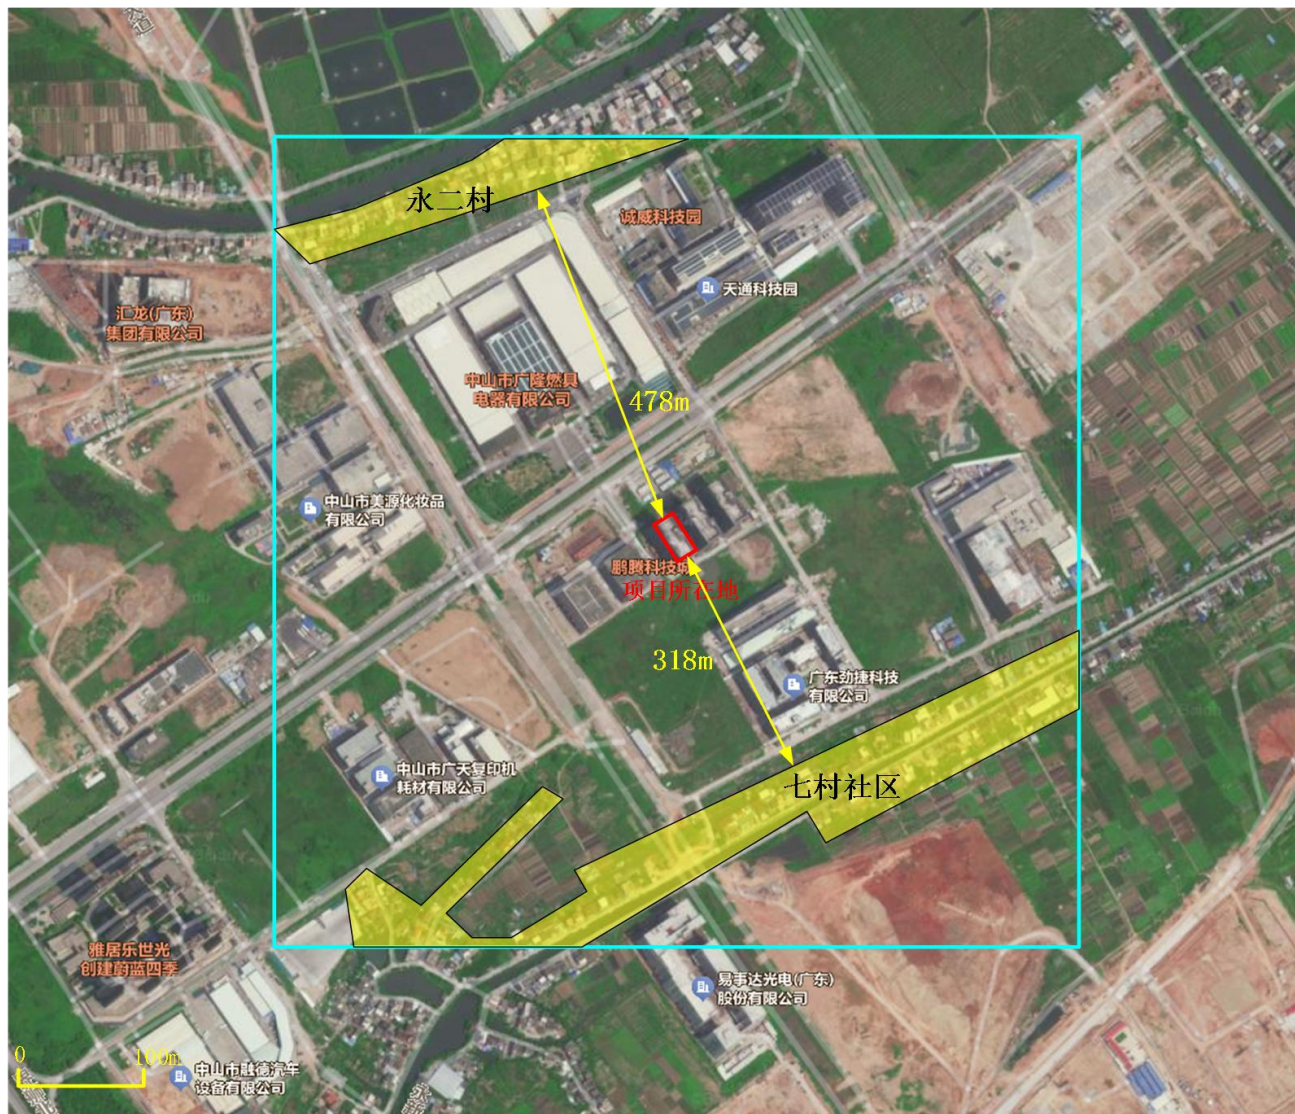 永二村
诚威科技园
天通科技园
汇龙(广东)
集团有限公司
中山市广隆燃具
电器有限公司
478m
中山市美源化妆品
有限公司
鹏腾科技城
项目所在地
318m
广东劲捷科技
有限公司
中山市广天复印机
耗材有限公司
七村社区
雅居乐世光
创建蔚蓝四季
易事达光电(广东)
股份有限公司
0
100m
中山市融德汽车
设备有限公司